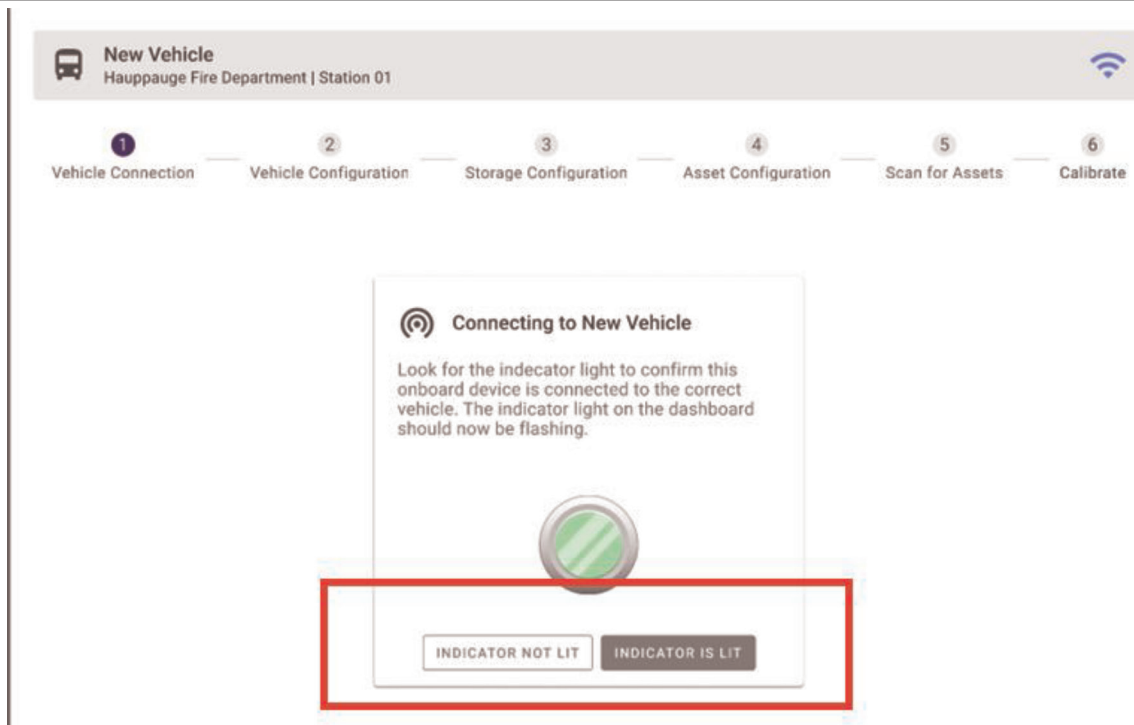 New Vehicle
Hauppauge Fire Department | Station 01
1 2 3 4 5 6
Vehicle Connection Vehicle Configuration Storage Configuration Asset Configuration Scan for Assets Calibrate
Connecting to New Vehicle
Look for the indecator light to confirm this
onboard device is connected to the correct
vehicle. The indicator light on the dashboard
should now be flashing.
INDICATOR NOT LIT INDICATOR IS LIT